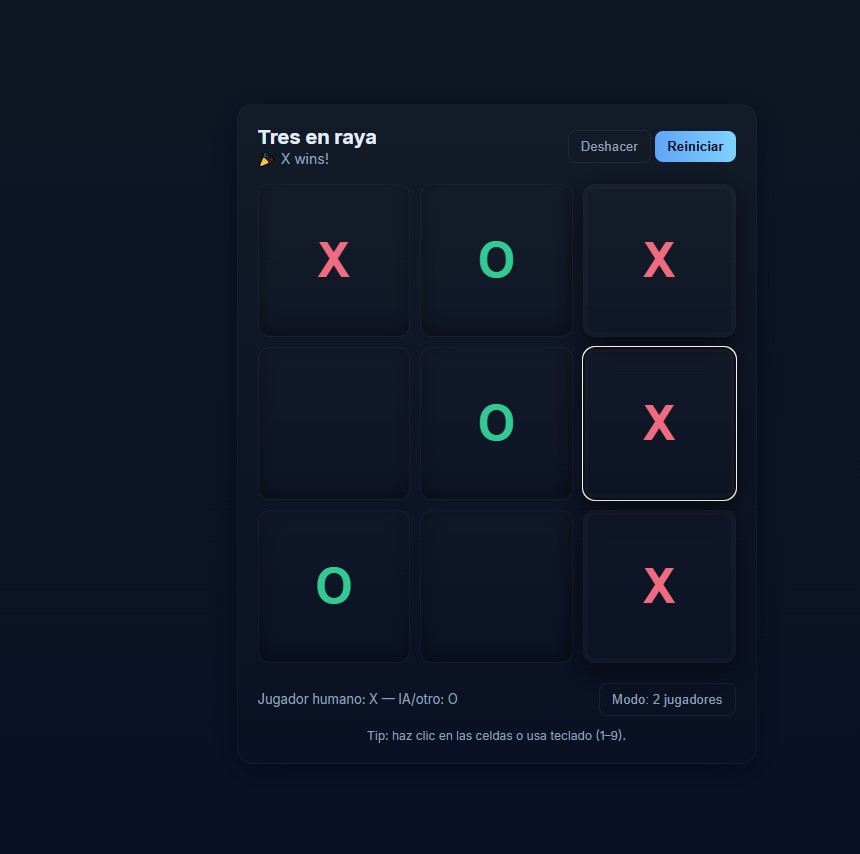 Tres en raya
🎉 X wins!
Deshacer
Reiniciar
X O X
O X
O X
Jugador humano: X — IA/otro: O
Modo: 2 jugadores
Tip: haz clic en las celdas o usa teclado (1–9).